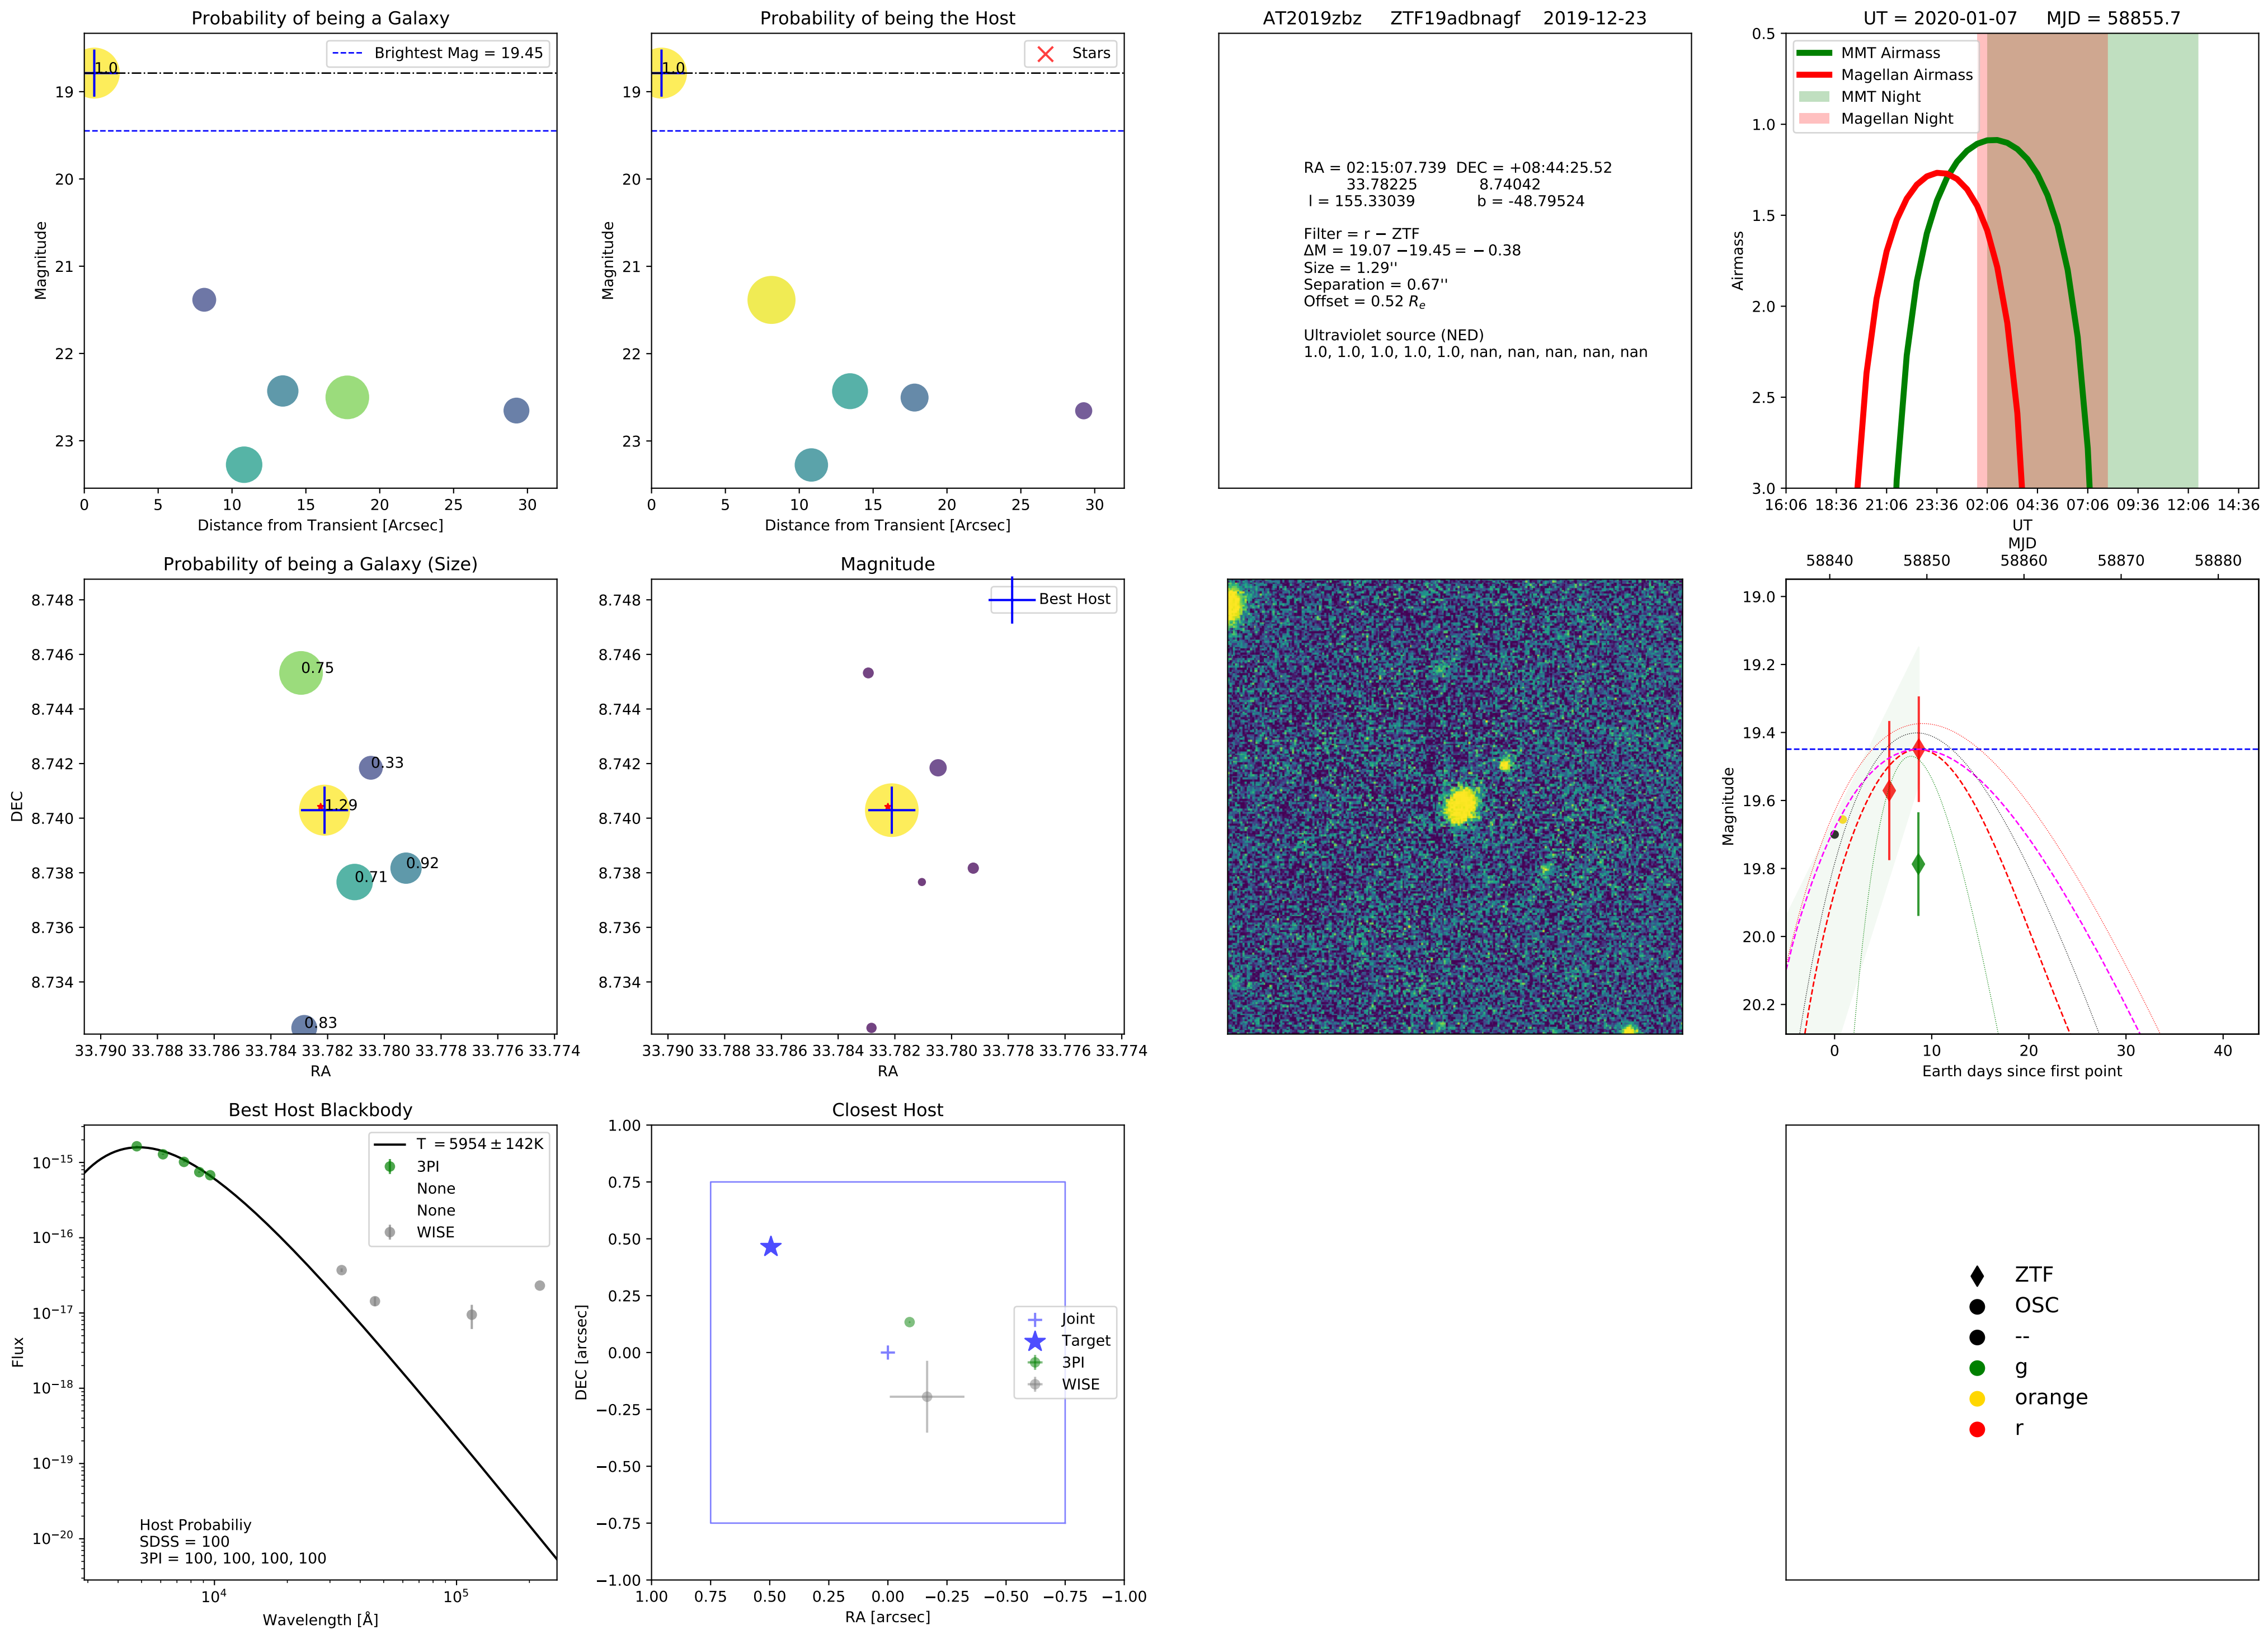 Probability of being a Galaxy
Brightest Mag = 19.45
1.0
19
20
21
22
23
Magnitude
0 5 10 15 20 25 30
Distance from Transient [Arcsec]
Probability of being the Host
Stars
1.0
19
20
21
22
23
Magnitude
0 5 10 15 20 25 30
Distance from Transient [Arcsec]
AT2019zbz ZTF19adbnagf 2019-12-23
RA = 02:15:07.739 DEC = +08:44:25.52
33.78225 8.74042
l = 155.33039 b = -48.79524
Filter = r − ZTF
ΔM = 19.07 −19.45 = −0.38
Size = 1.29''
Separation = 0.67''
Offset = 0.52 Re
Ultraviolet source (NED)
1.0, 1.0, 1.0, 1.0, 1.0, nan, nan, nan, nan, nan
UT = 2020-01-07 MJD = 58855.7
MMT Airmass
Magellan Airmass
MMT Night
Magellan Night
0.5
1.0
1.5
2.0
2.5
3.0
Airmass
16:06 18:36 21:06 23:36 02:06 04:36 07:06 09:36 12:06 14:36
UT
Probability of being a Galaxy (Size)
8.748
8.746
8.744
8.742
8.740
8.738
8.736
8.734
DEC
0.75
0.33
1.29
0.92
0.71
0.83
33.790 33.788 33.786 33.784 33.782 33.780 33.778 33.776 33.774
RA
Magnitude
Best Host
8.748
8.746
8.744
8.742
8.740
8.738
8.736
8.734
33.790 33.788 33.786 33.784 33.782 33.780 33.778 33.776 33.774
RA
MJD
58840 58850 58860 58870 58880
19.0
19.2
19.4
19.6
19.8
20.0
20.2
Magnitude
0 10 20 30 40
Earth days since first point
Best Host Blackbody
T = 5954 ± 142K
3PI
None
None
WISE
10−15
10−16
10−17
10−18
10−19
10−20
Flux
Host Probabiliy
SDSS = 100
3PI = 100, 100, 100, 100
104 105
Wavelength [Å]
Closest Host
1.00
0.75
0.50
0.25
0.00
−0.25
−0.50
−0.75
−1.00
DEC [arcsec]
Joint
Target
3PI
WISE
1.00 0.75 0.50 0.25 0.00 −0.25 −0.50 −0.75 −1.00
RA [arcsec]
ZTF
OSC
--
g
orange
r